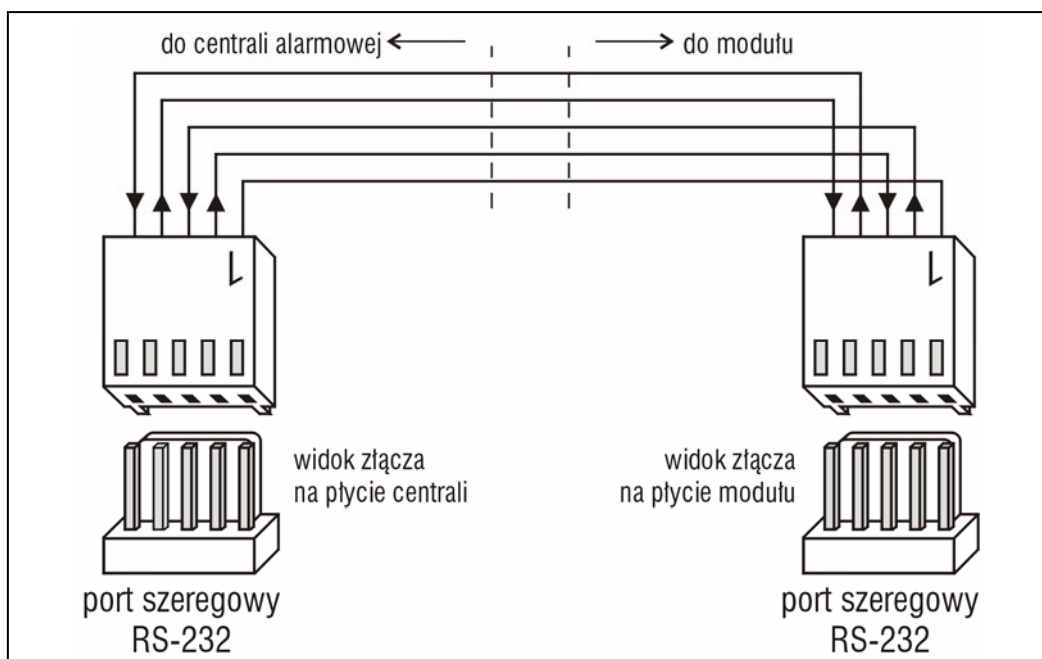 do centrali alarmowej
do modułu
widok złącza
na płycie centrali
widok złącza
na płycie modułu
port szeregowy
RS-232
port szeregowy
RS-232